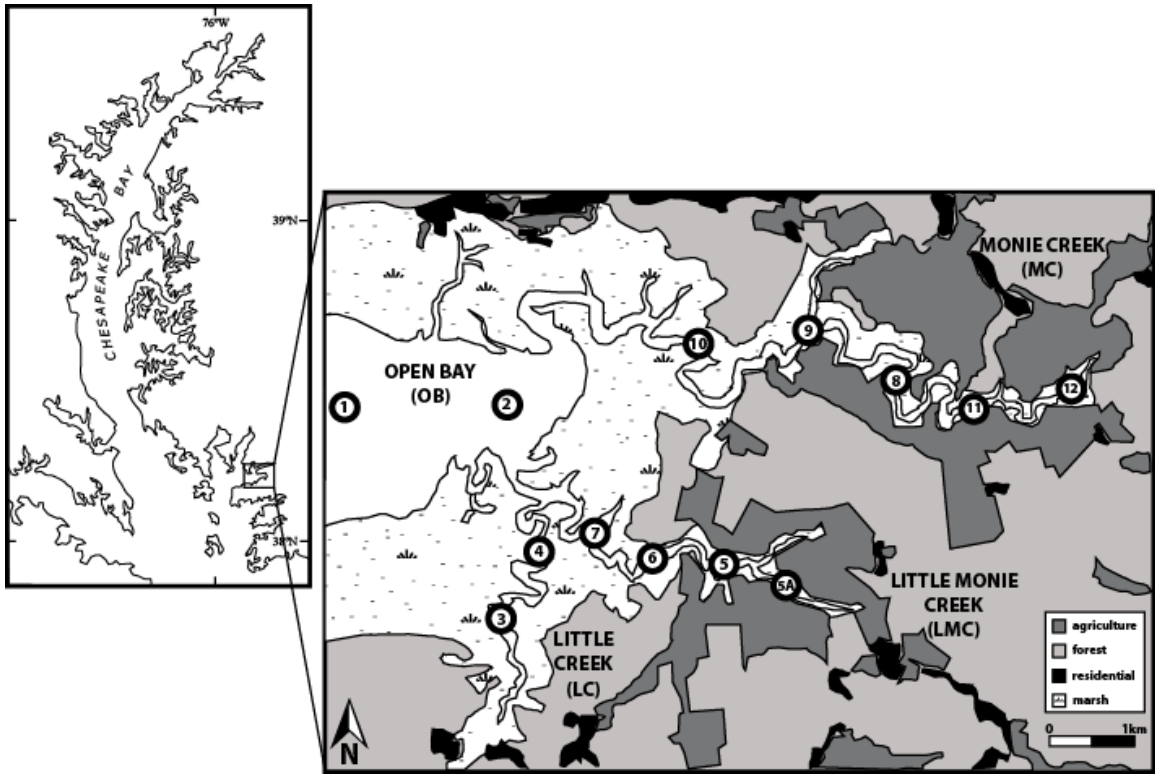 76°W
39°N
38°N
CHESAPEAKE BAY
MONIE CREEK
(MC)
OPEN BAY
(OB)
1
2
3
4
5
5A
6
7
8
9
10
11
12
LITTLE MONIE
CREEK
(LMC)
LITTLE
CREEK
(LC)
agriculture
forest
residential
marsh
0 1km
N